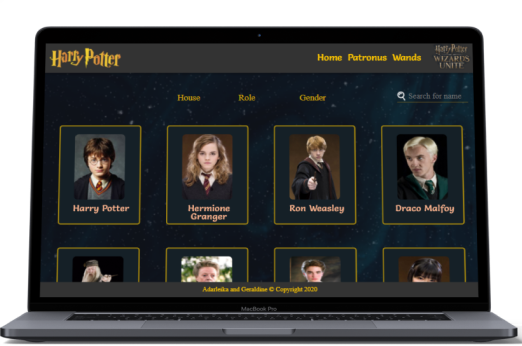 Harry Potter
Home Patronus Wands
Harry Potter
WIZARDS
UNITE
House Role Gender
Search for name
Harry Potter
Hermione
Granger
Ron Weasley
Draco Malfoy
Adarleika and Geraldine © Copyright 2020
MacBook Pro